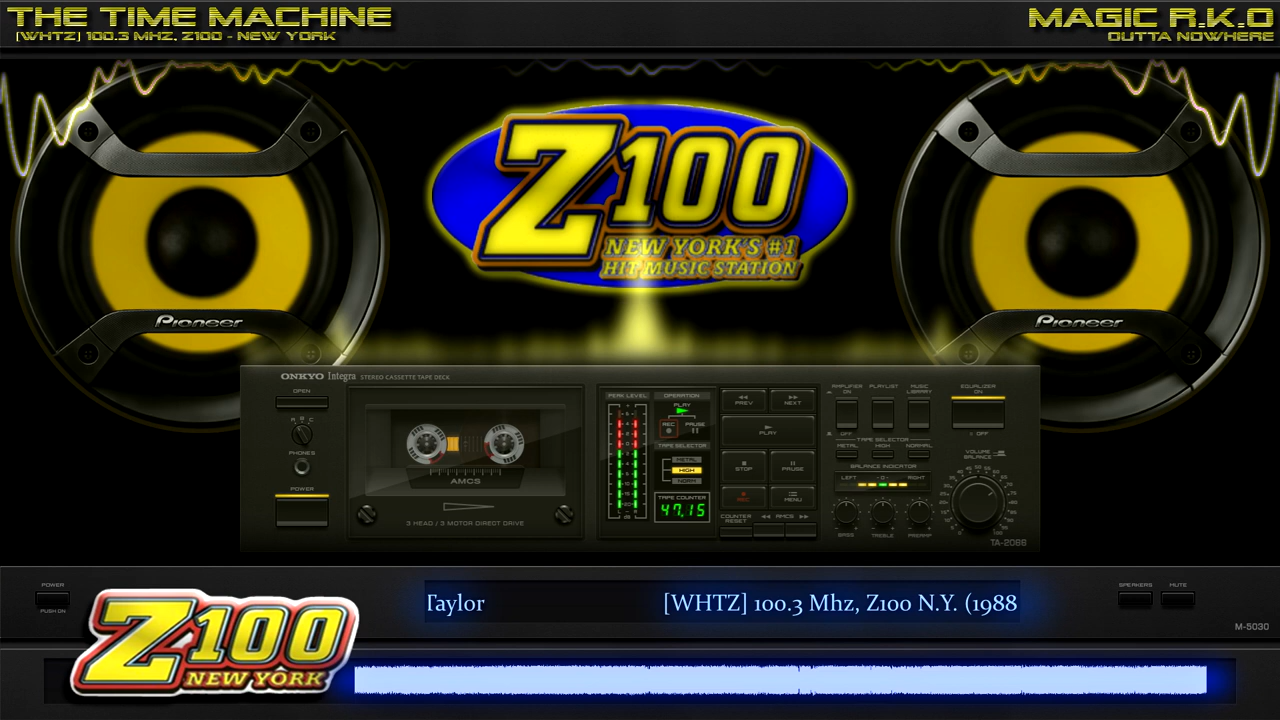 THE TIME MACHINE
[WHTZ] 100.3 MHZ, Z100 - NEW YORK
MAGIC R.K.O
OUTTA NOWHERE
Z100
NEW YORK'S #1
HIT MUSIC STATION
Pioneer
Pioneer
ONKYO Integra STEREO CASSETTE TAPE DECK
OPEN
PHONES
POWER
AMCS
3 HEAD / 3 MOTOR DIRECT DRIVE
PEAK LEVEL
OPERATION
PLAY
REC
PAUSE
TAPE SELECTOR
METAL
HIGH
NORM
TAPE COUNTER
47.15
PREV
NEXT
PLAY
STOP
PAUSE
REC
MENU
COUNTER RESET
AMCS
AMPLIFIER ON
PLAYLIST
MUSIC LIBRARY
EQUALIZER ON
OFF
OFF
TAPE SELECTOR
METAL
HIGH
NORMAL
VOLUME
BALANCE
BALANCE INDICATOR
LEFT
-0-
RIGHT
BASS
TREBLE
PREAMP
TA-2066
POWER
PUSH ON
Taylor [WHTZ] 100.3 Mhz, Z100 N.Y. (1988
SPEAKERS
MUTE
M-5030
Z100
NEW YORK